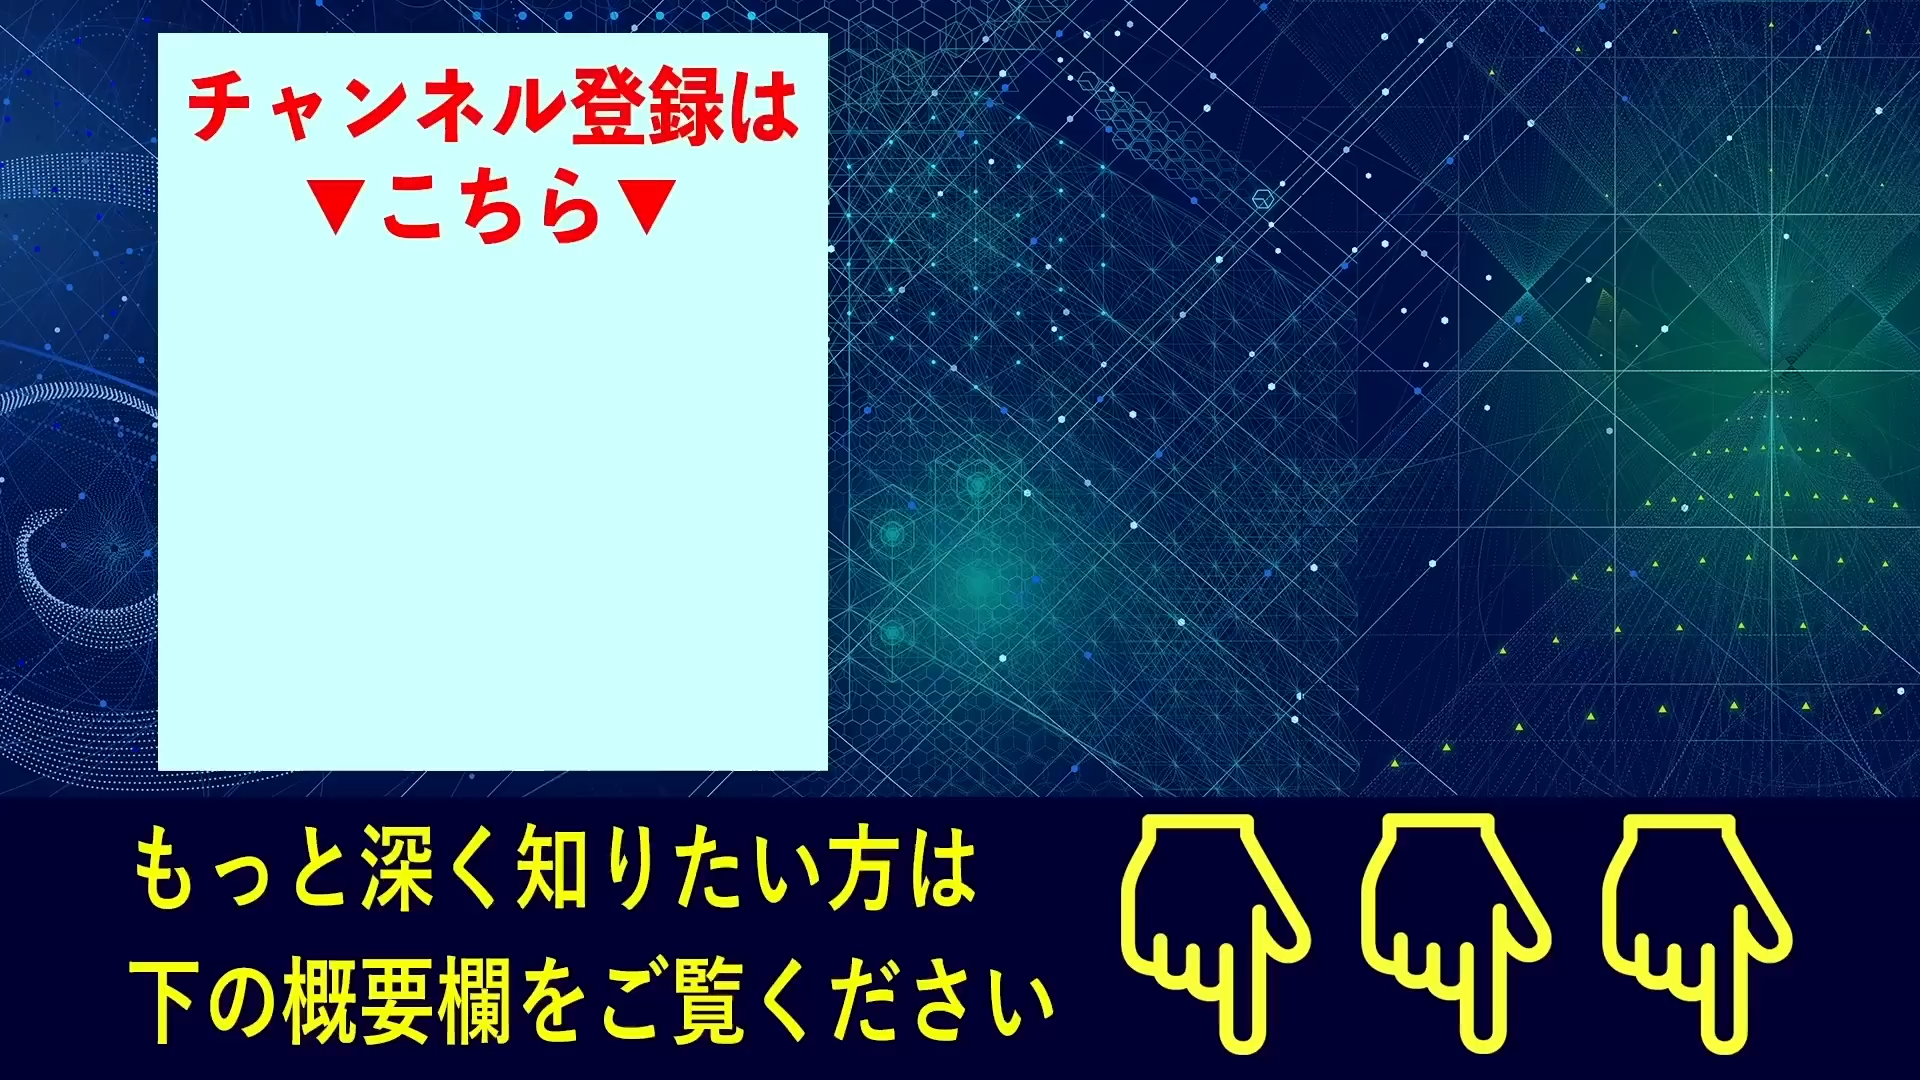 チャンネル登録は
▼こちら▼
もっと深く知りたい方は
下の概要欄をご覧ください